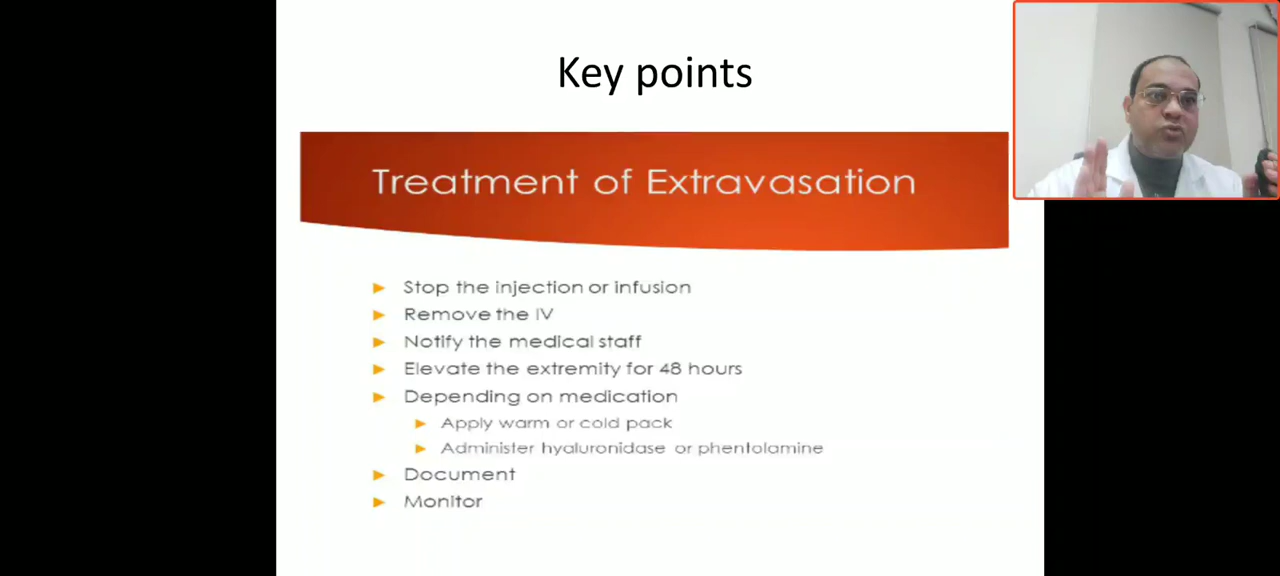 Key points
Treatment of Extravasation
Stop the injection or infusion
Remove the IV
Notify the medical staff
Elevate the extremity for 48 hours
Depending on medication
Apply warm or cold pack
Administer hyaluronidase or phentolamine
Document
Monitor